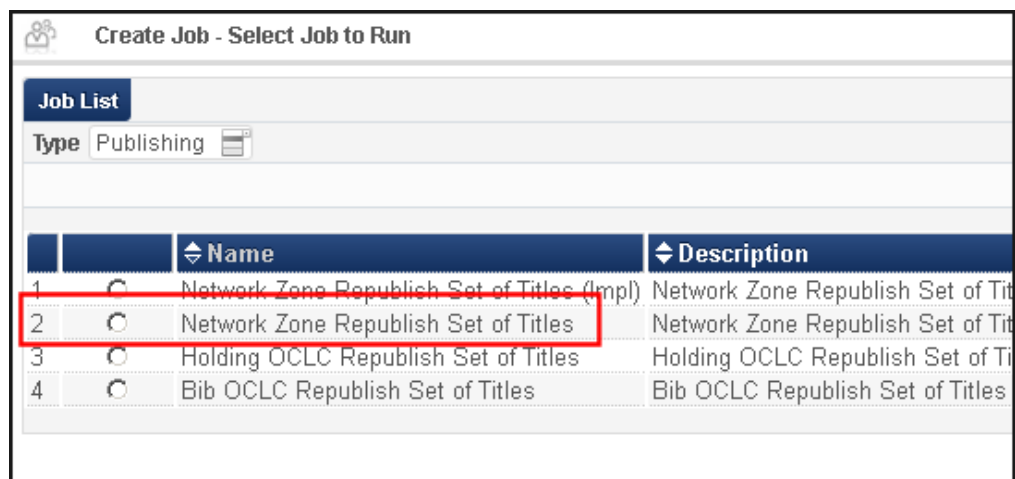 Create Job - Select Job to Run
Job List
Type Publishing
Name Description
1 Network Zone Republish Set of Titles (Impl) Network Zone Republish Set of Tit
2 Network Zone Republish Set of Titles Network Zone Republish Set of Tit
3 Holding OCLC Republish Set of Titles Holding OCLC Republish Set of Ti
4 Bib OCLC Republish Set of Titles Bib OCLC Republish Set of Titles